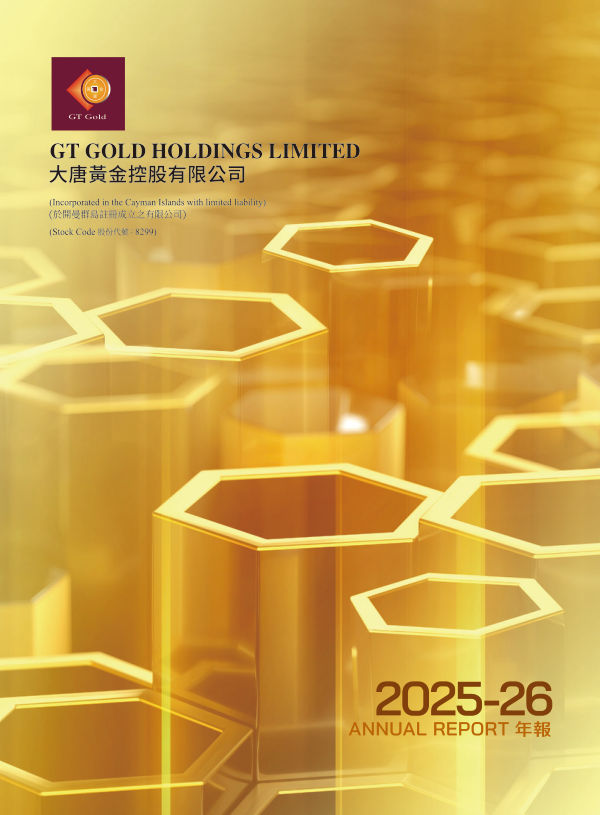 GT Gold
GT GOLD HOLDINGS LIMITED
大唐黃金控股有限公司
(Incorporated in the Cayman Islands with limited liability)
(於開曼群島註冊成立之有限公司)
(Stock Code 股份代號 : 8299)
2025-26
ANNUAL REPORT 年報